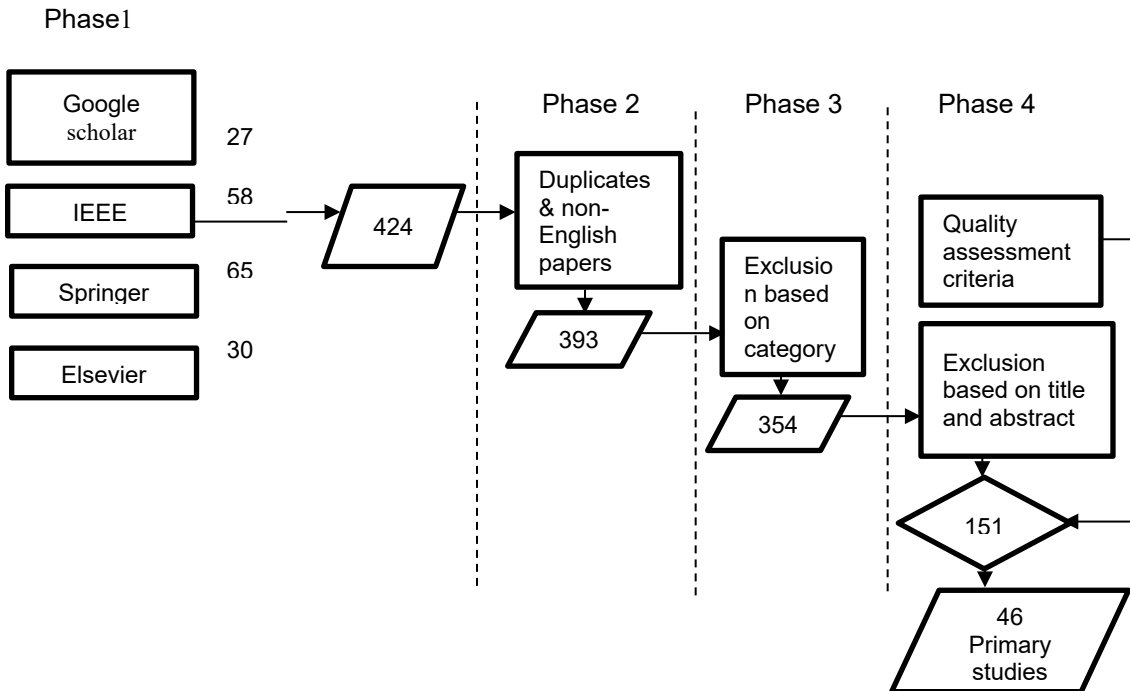 Phase1
Google
scholar
27
IEEE
58
Springer
65
Elsevier
30
424
Phase 2
Duplicates
& non-
English
papers
393
Phase 3
Exclusio
n based
on
category
354
Phase 4
Quality
assessment
criteria
Exclusion
based on title
and abstract
151
46
Primary
studies